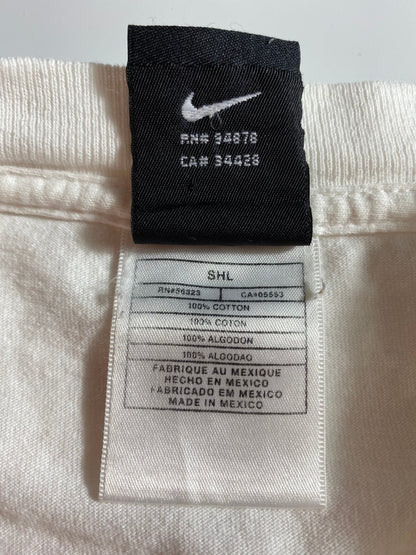 RN# 94878
CA# 34428
SHL
RN#56323 CA#05553
100% COTTON
100% COTON
100% ALGODON
100% ALGODAO
FABRIQUE AU MEXIQUE
HECHO EN MEXICO
FABRICADO EM MEXICO
MADE IN MEXICO